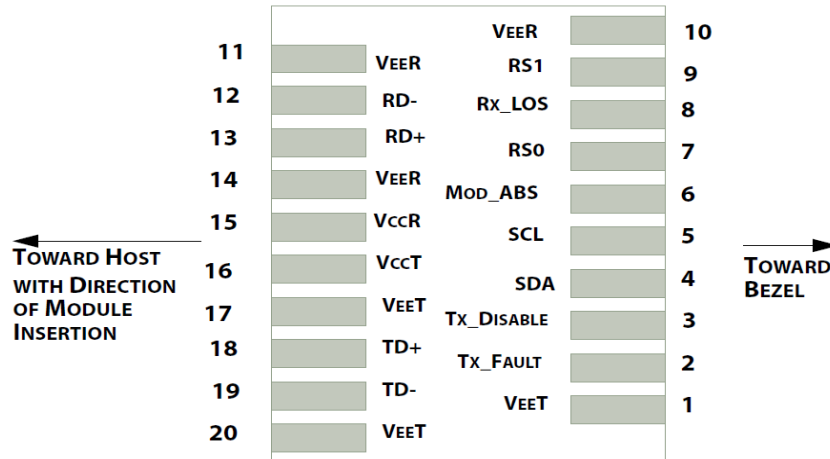 11 VEER
12 RD-
13 RD+
14 VEER
15 VCCR
16 VCCT
17 VEET
18 TD+
19 TD-
20 VEET
TOWARD HOST
WITH DIRECTION
OF MODULE
INSERTION
VEER 10
RS1 9
RX_LOS 8
RS0 7
MOD_ABS 6
SCL 5
SDA 4
TX_DISABLE 3
TX_FAULT 2
VEET 1
TOWARD
BEZEL